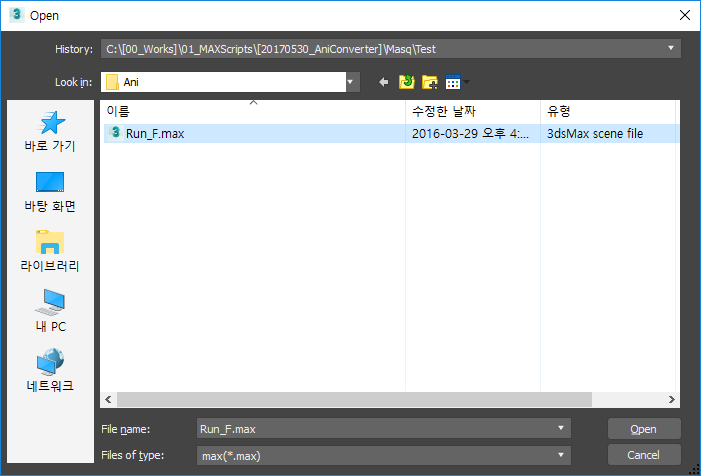 Open
History: C:\[00_Works]\01_MAXScripts\[20170530_AniConverter]\Masq\Test
Look in: Ani
이름 수정한 날짜 유형
Run_F.max 2016-03-29 오후 4:... 3dsMax scene file
바로 가기
바탕 화면
라이브러리
내 PC
네트워크
File name: Run_F.max Open
Files of type: max(*.max) Cancel